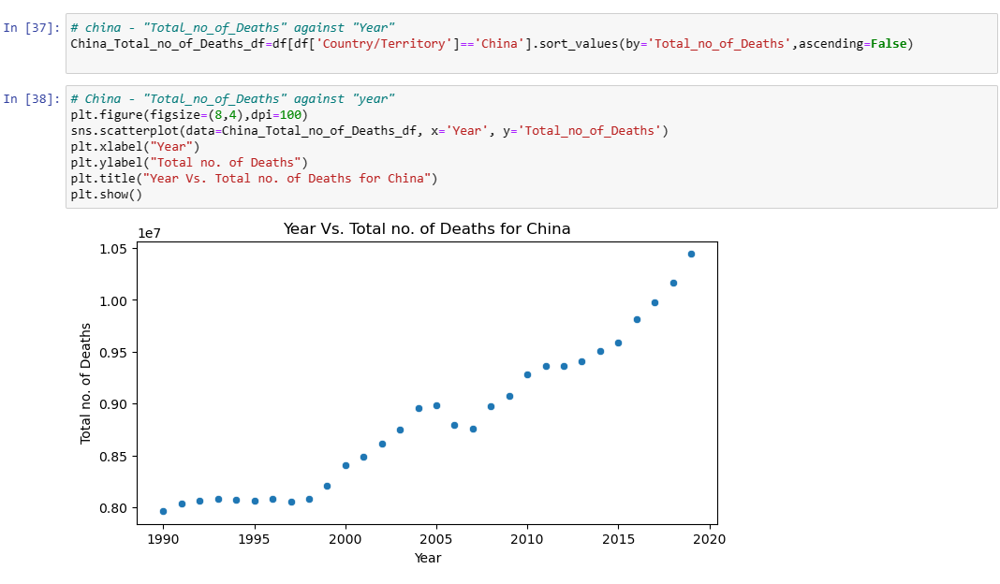 In [37]: # china - "Total_no_of_Deaths" against "Year"
China_Total_no_of_Deaths_df=df[df['Country/Territory']=='China'].sort_values(by='Total_no_of_Deaths',ascending=False)
In [38]: # China - "Total_no_of_Deaths" against "year"
plt.figure(figsize=(8,4),dpi=100)
sns.scatterplot(data=China_Total_no_of_Deaths_df, x='Year', y='Total_no_of_Deaths')
plt.xlabel("Year")
plt.ylabel("Total no. of Deaths")
plt.title("Year Vs. Total no. of Deaths for China")
plt.show()
Year Vs. Total no. of Deaths for China
1e7
1.05
1.00
0.95
0.90
0.85
0.80
Total no. of Deaths
1990 1995 2000 2005 2010 2015 2020
Year